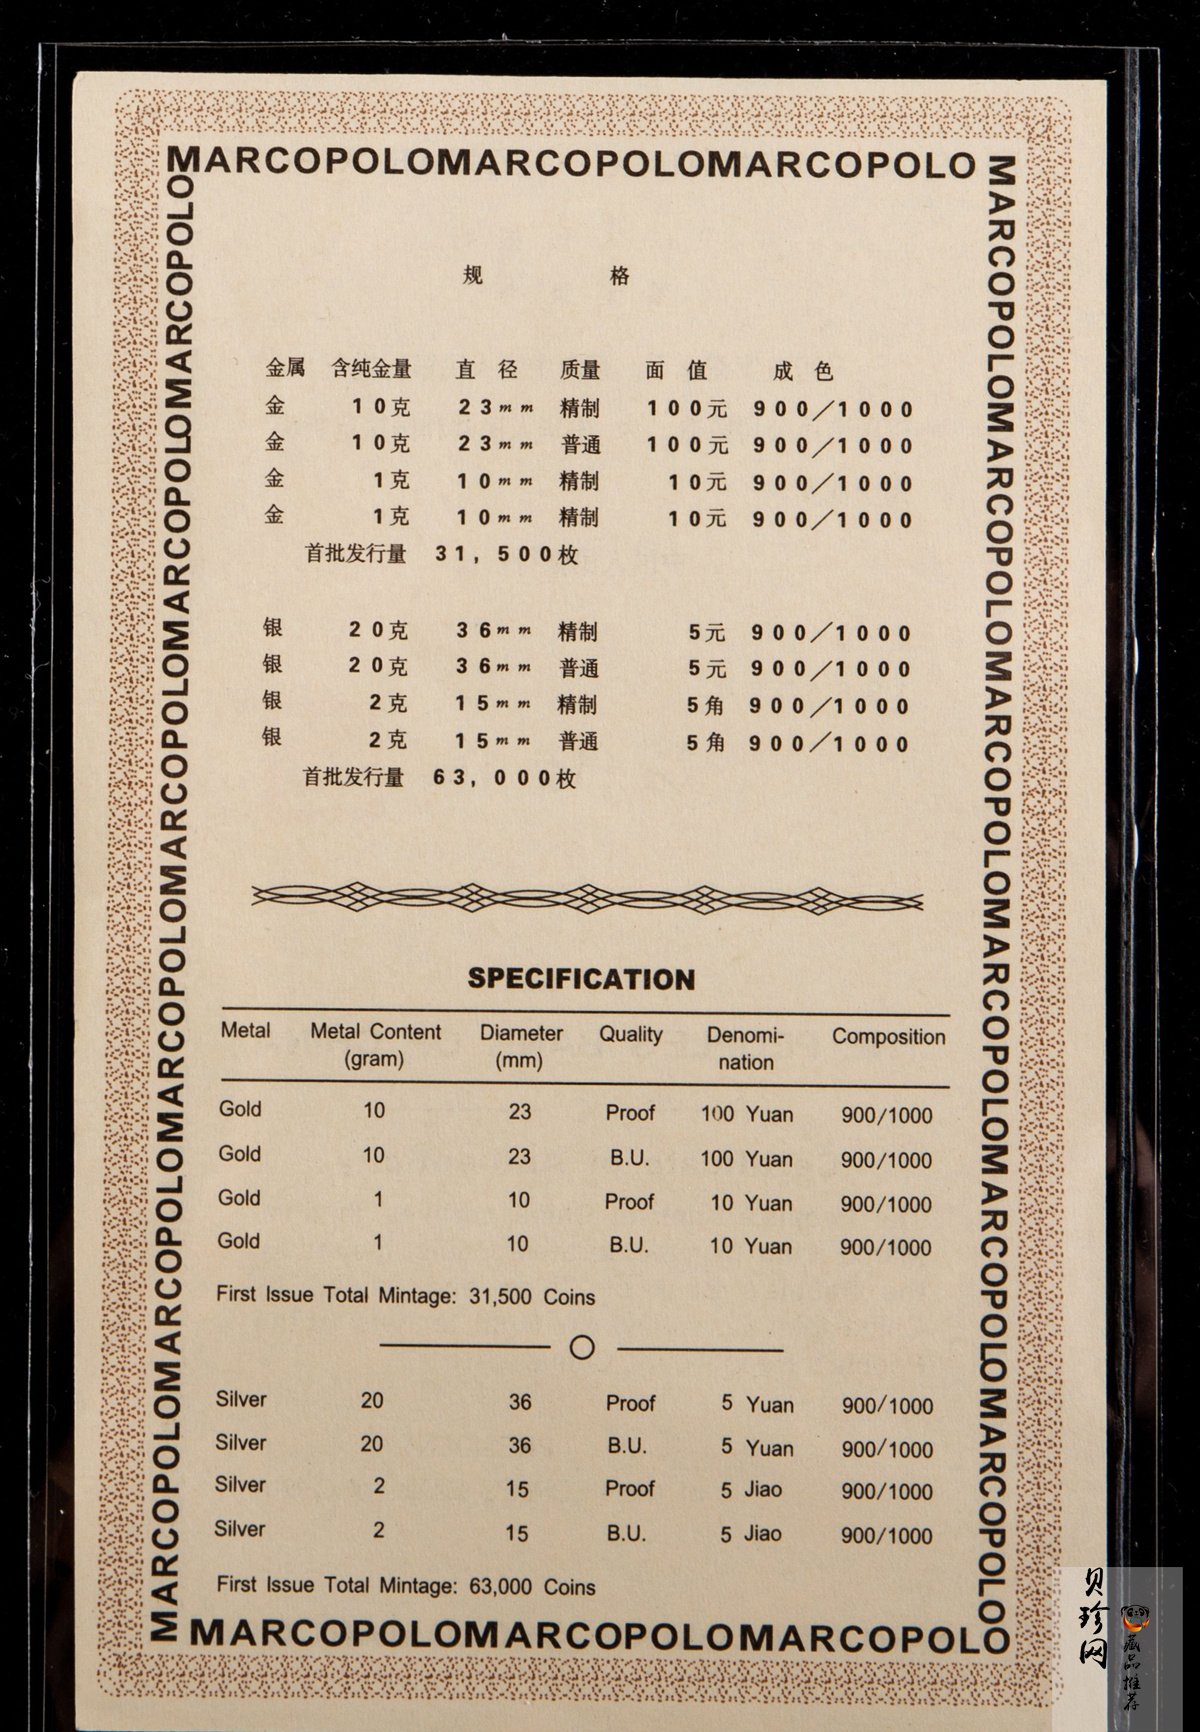 MARCOPOLOMARCOPOLOMARCOPOLO
MARCOPOLOMARCOPOLOMARCOPOLOMARCOPOLOMARCOPOLOMARCOPOLO
MARCOPOLOMARCOPOLOMARCOPOLOMARCOPOLOMARCOPOLOMARCOPOLO
规 格
金属 含纯金量 直 径 质量 面 值 成 色
金 10克 23mm 精制 100元 900/1000
金 10克 23mm 普通 100元 900/1000
金 1克 10mm 精制 10元 900/1000
金 1克 10mm 精制 10元 900/1000
首批发行量 31,500枚
银 20克 36mm 精制 5元 900/1000
银 20克 36mm 普通 5元 900/1000
银 2克 15mm 精制 5角 900/1000
银 2克 15mm 普通 5角 900/1000
首批发行量 63,000枚
SPECIFICATION
Metal Metal Content Diameter Quality Denomi- Composition
(gram) (mm) nation
Gold 10 23 Proof 100 Yuan 900/1000
Gold 10 23 B.U. 100 Yuan 900/1000
Gold 1 10 Proof 10 Yuan 900/1000
Gold 1 10 B.U. 10 Yuan 900/1000
First Issue Total Mintage: 31,500 Coins
Silver 20 36 Proof 5 Yuan 900/1000
Silver 20 36 B.U. 5 Yuan 900/1000
Silver 2 15 Proof 5 Jiao 900/1000
Silver 2 15 B.U. 5 Jiao 900/1000
First Issue Total Mintage: 63,000 Coins
MARCOPOLOMARCOPOLOMARCOPOLO
贝珍网
藏品推荐